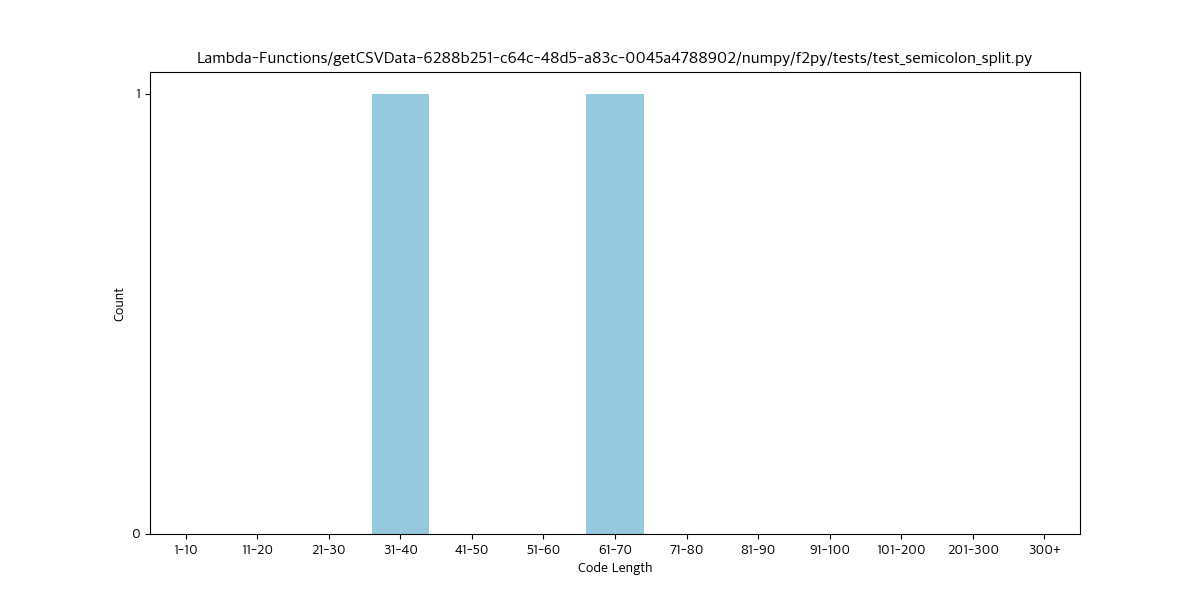 Lambda-Functions/getCSVData-6288b251-c64c-48d5-a83c-0045a4788902/numpy/f2py/tests/test_semicolon_split.py
1
Count
0
1-10 11-20 21-30 31-40 41-50 51-60 61-70 71-80 81-90 91-100 101-200 201-300 300+
Code Length